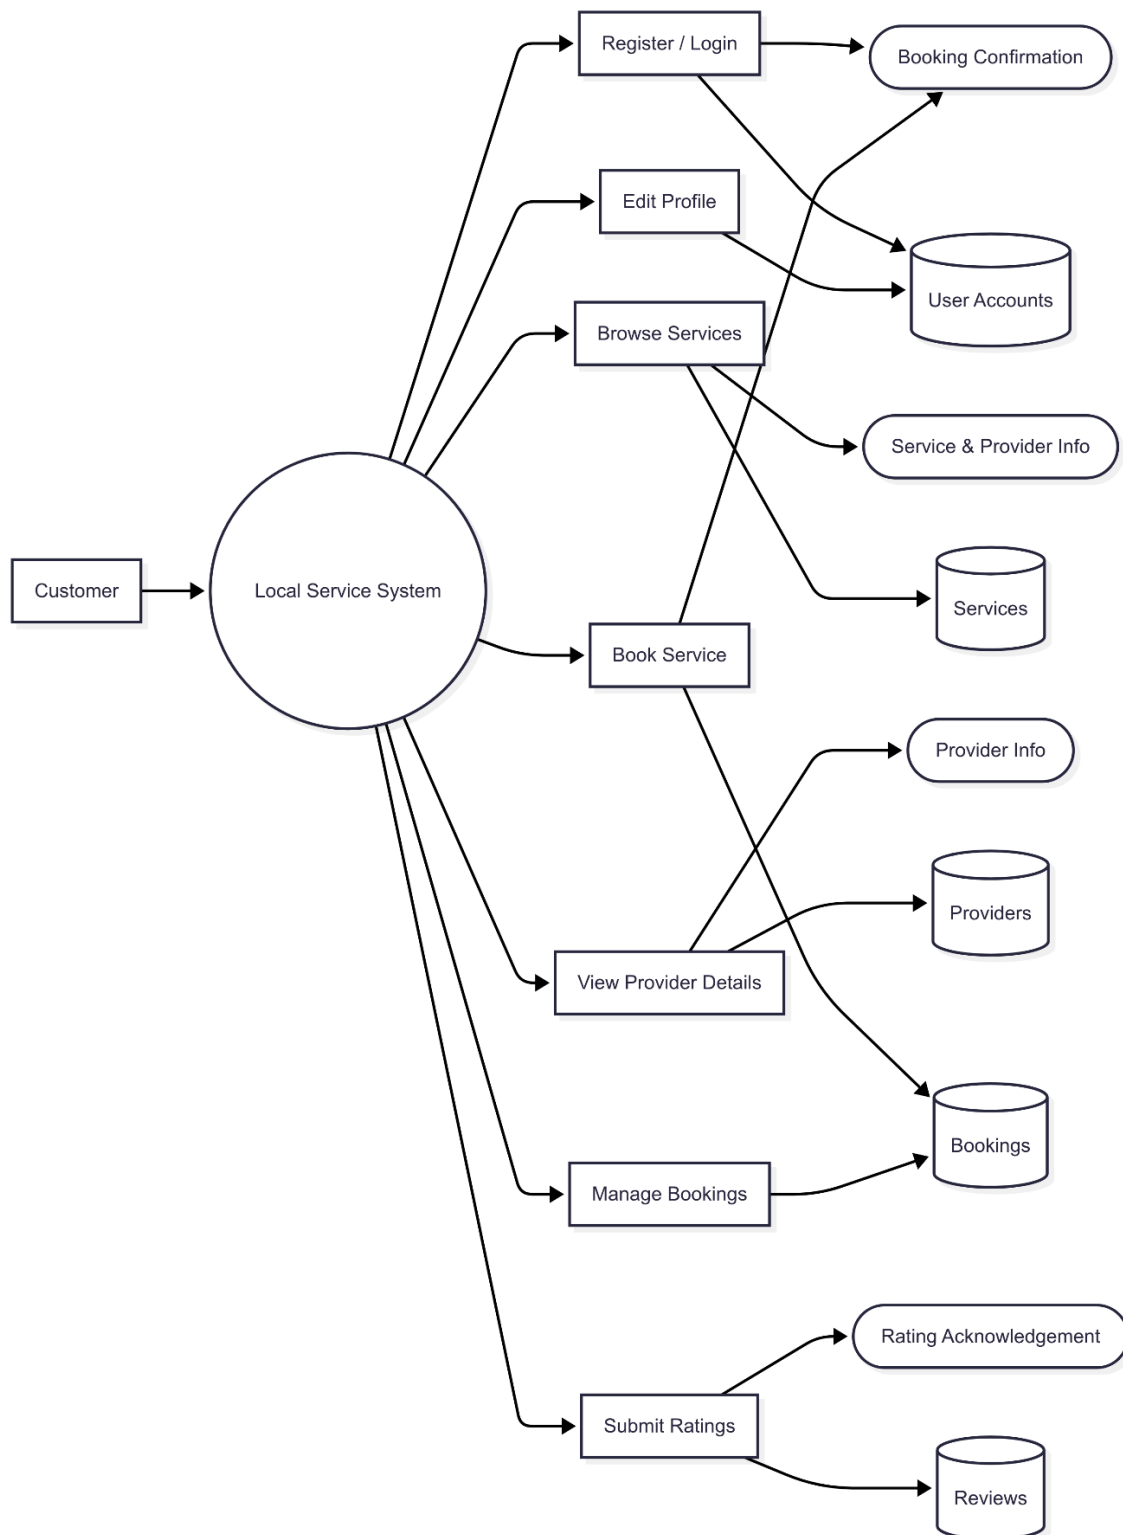 Register / Login
Booking Confirmation
Edit Profile
User Accounts
Browse Services
Service & Provider Info
Customer
Local Service System
Services
Book Service
Provider Info
Providers
View Provider Details
Bookings
Manage Bookings
Rating Acknowledgement
Submit Ratings
Reviews